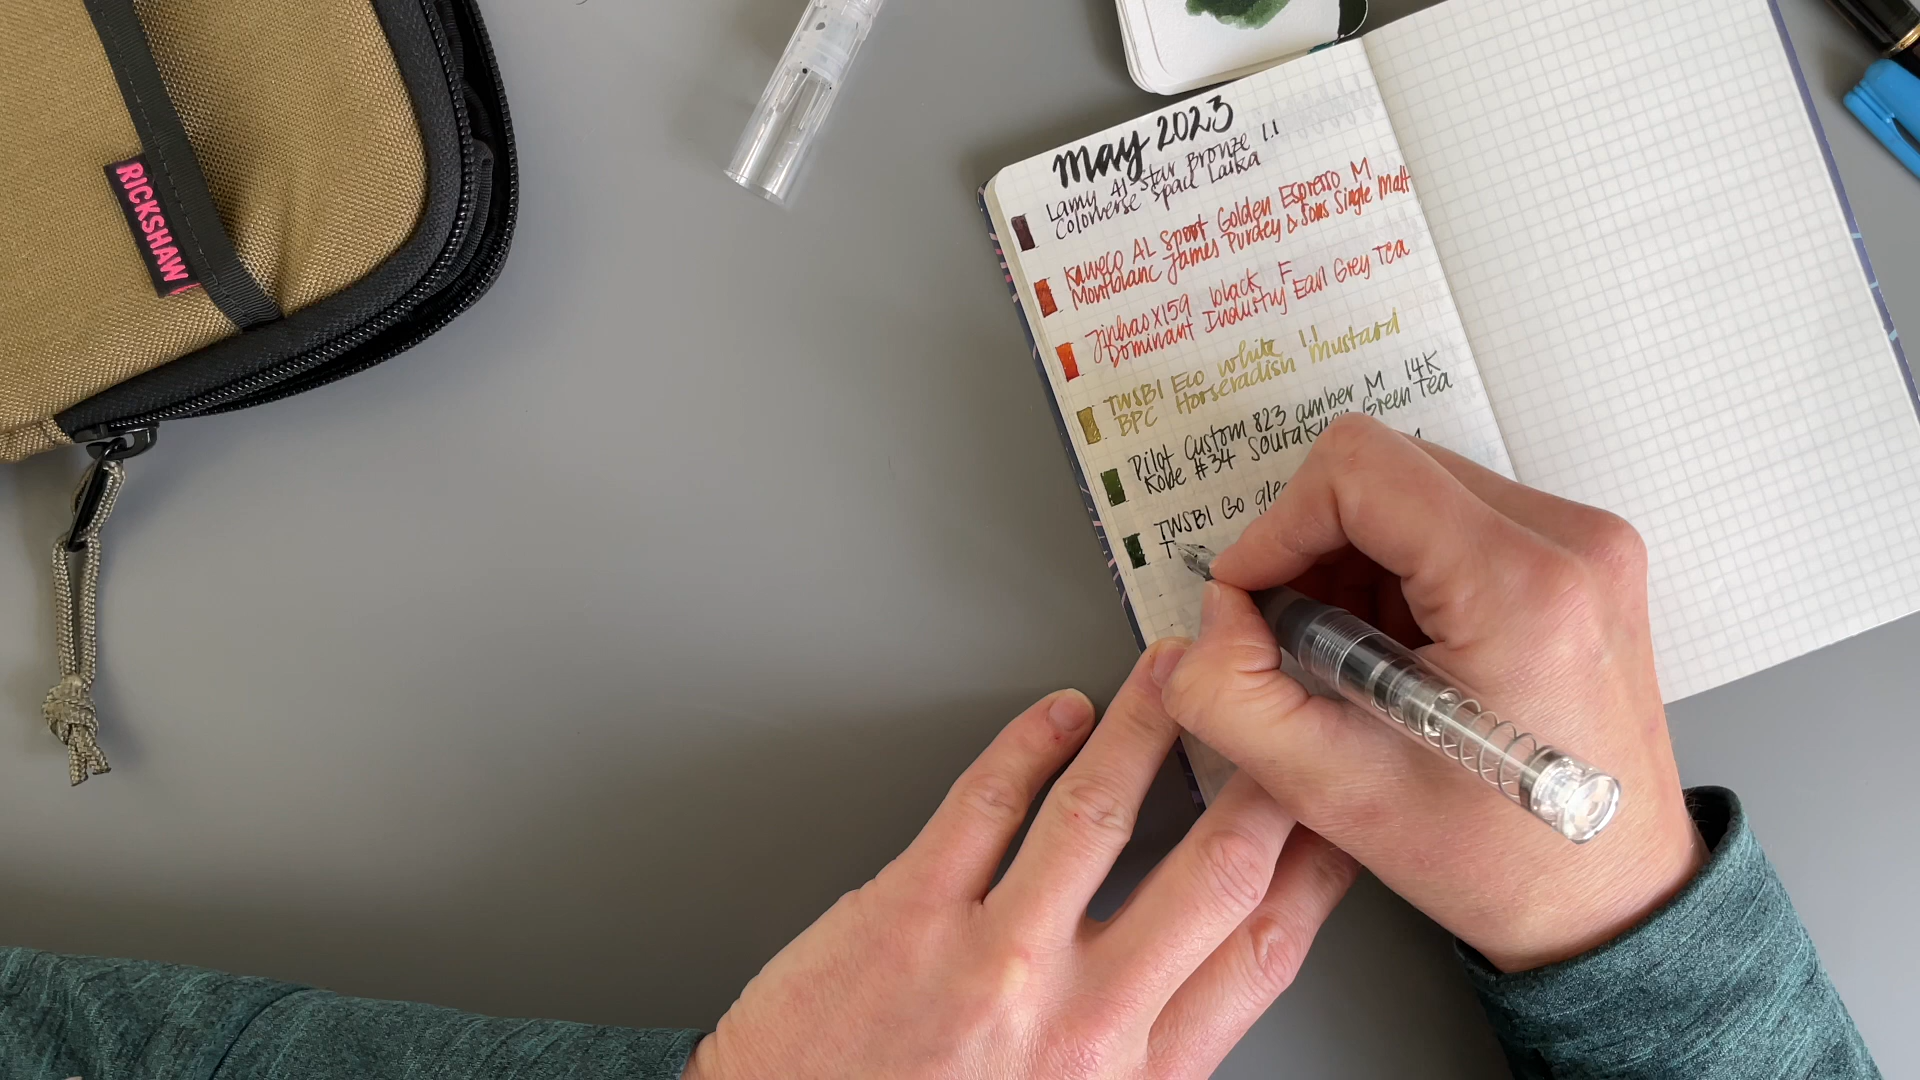 RICKSHAW
May 2023
Lamy Al-Star Bronze 1.1
Colorverse Space Laika
Kaweco AL Sport Golden Espresso M
Montblanc James Purdey & Sons Single Malt
Jinhao X159 black F
Dominant Industry Earl Grey Tea
TWSBI Eco white 1.1
BPC Horseradish Mustard
Pilot Custom 823 amber M 14K
Kobe #34 Green Tea
TWSBI Go
T